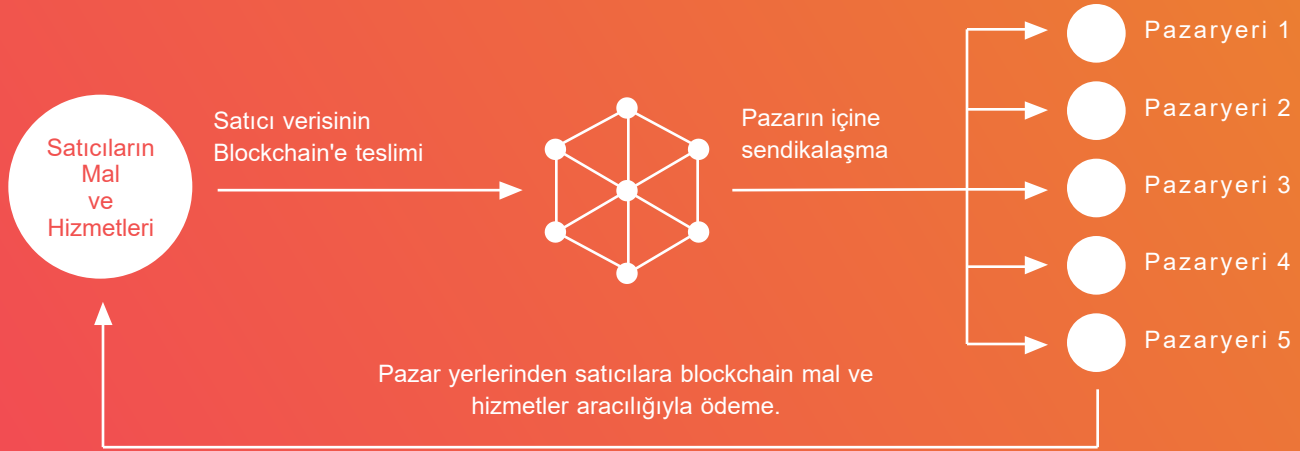 Satıcıların
Mal
ve
Hizmetleri
Satıcı verisinin
Blockchain'e teslimi
Pazarın içine
sendikalaşma
Pazaryeri 1
Pazaryeri 2
Pazaryeri 3
Pazaryeri 4
Pazaryeri 5
Pazar yerlerinden satıcılara blockchain mal ve
hizmetler aracılığıyla ödeme.